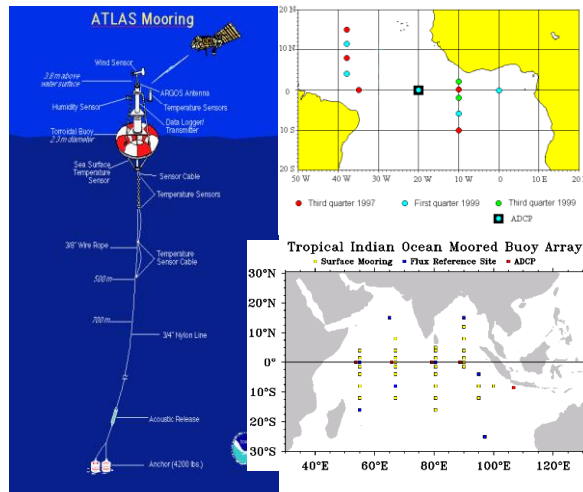 ATLAS Mooring
Wind Sensor
3.8 m above
water surface
ARGOS Antenna
Temperature Sensors
Humidity Sensor
Data Logger/
Transmitter
Torroidal Buoy
2.3 m diameter
Sea Surface
Temperature
Sensor
Sensor Cable
Temperature Sensors
3/8" Wire Rope
Temperature
Sensor Cable
500 m
700 m
3/4" Nylon Line
Acoustic Release
Anchor (4200 lbs.)
20 N
10 N
0
10 S
20 S
50 W
40 W
30 W
20 W
10 W
0
10 E
20
Third quarter 1997
First quarter 1999
Third quarter 1999
ADCP
Tropical Indian Ocean Moored Buoy Array
Surface Mooring
Flux Reference Site
ADCP
30°N
20°N
10°N
0°
10°S
20°S
30°S
40°E
60°E
80°E
100°E
120°E